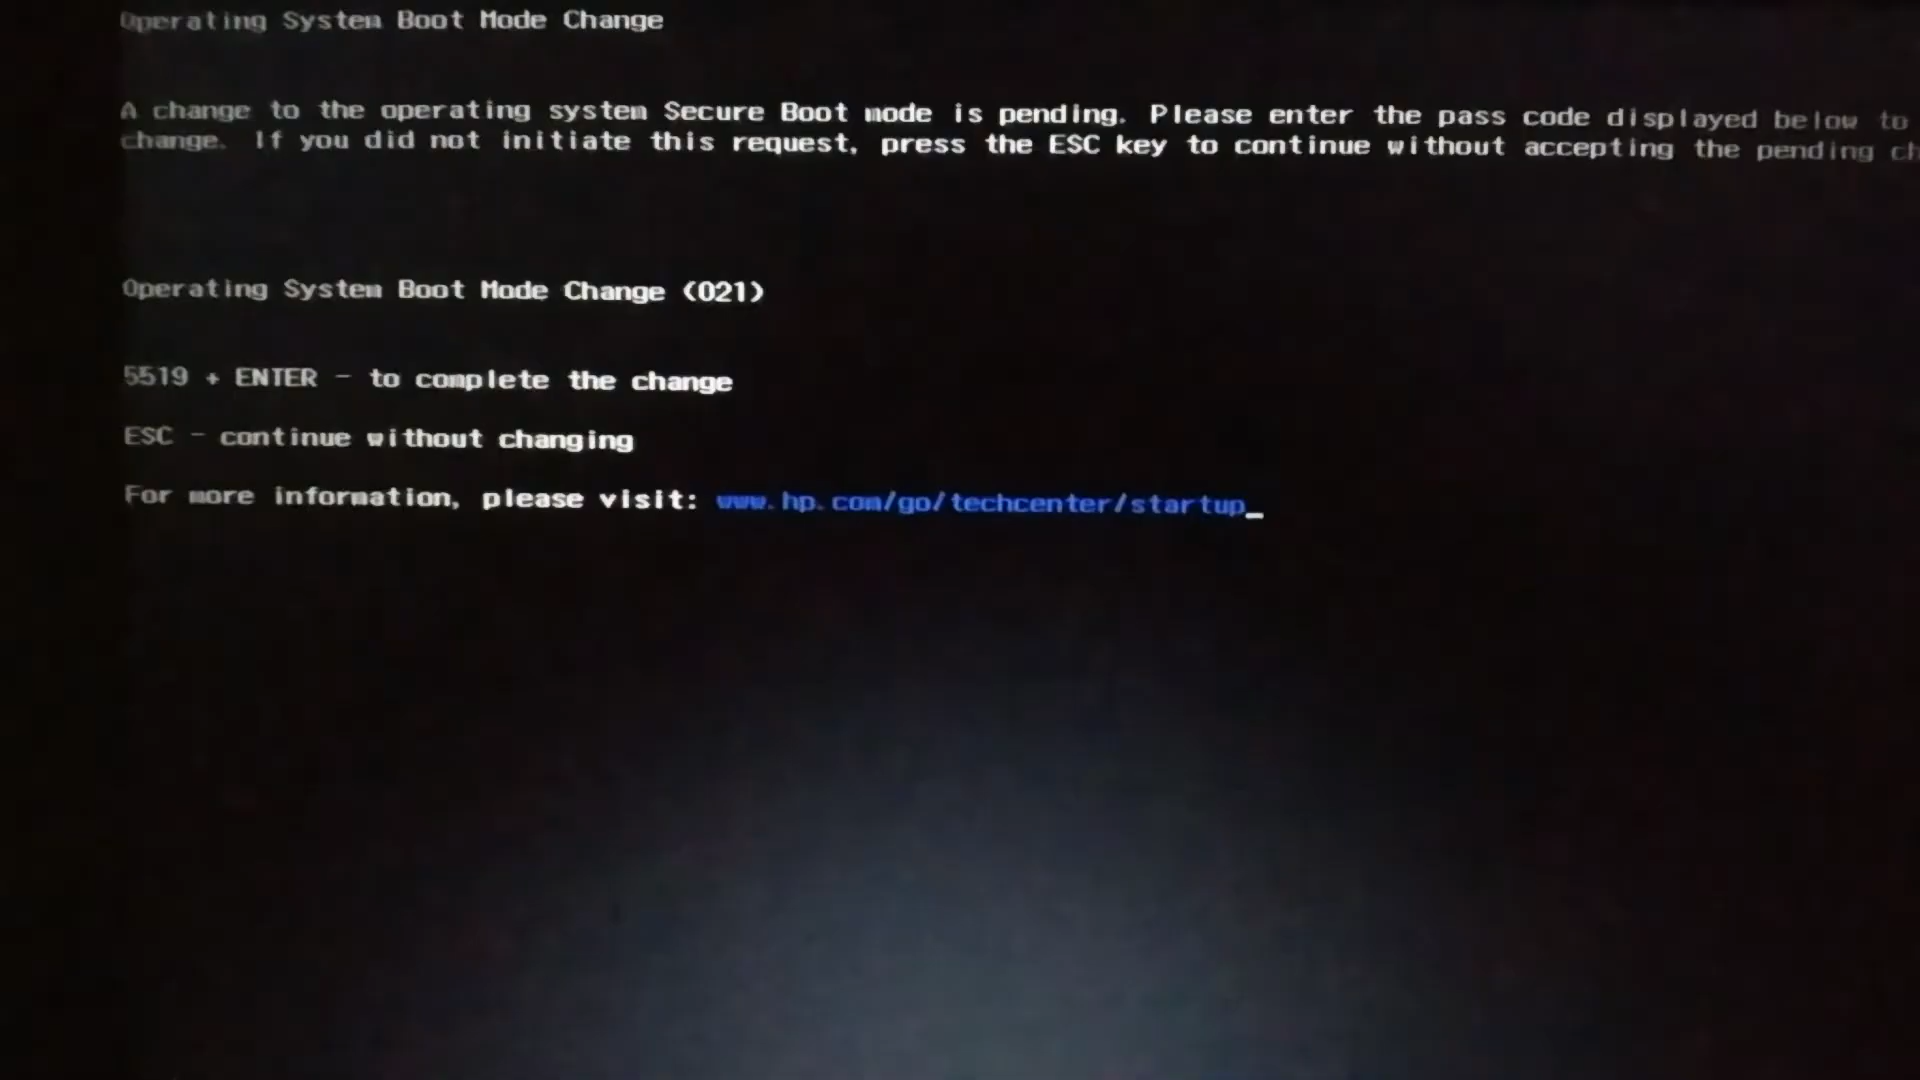 Operating System Boot Mode Change
A change to the operating system Secure Boot mode is pending. Please enter the pass code displayed below to
change. If you did not initiate this request, press the ESC key to continue without accepting the pending ch
Operating System Boot Mode Change (021)
5519 + ENTER - to complete the change
ESC - continue without changing
For more information, please visit: www.hp.com/go/techcenter/startup_